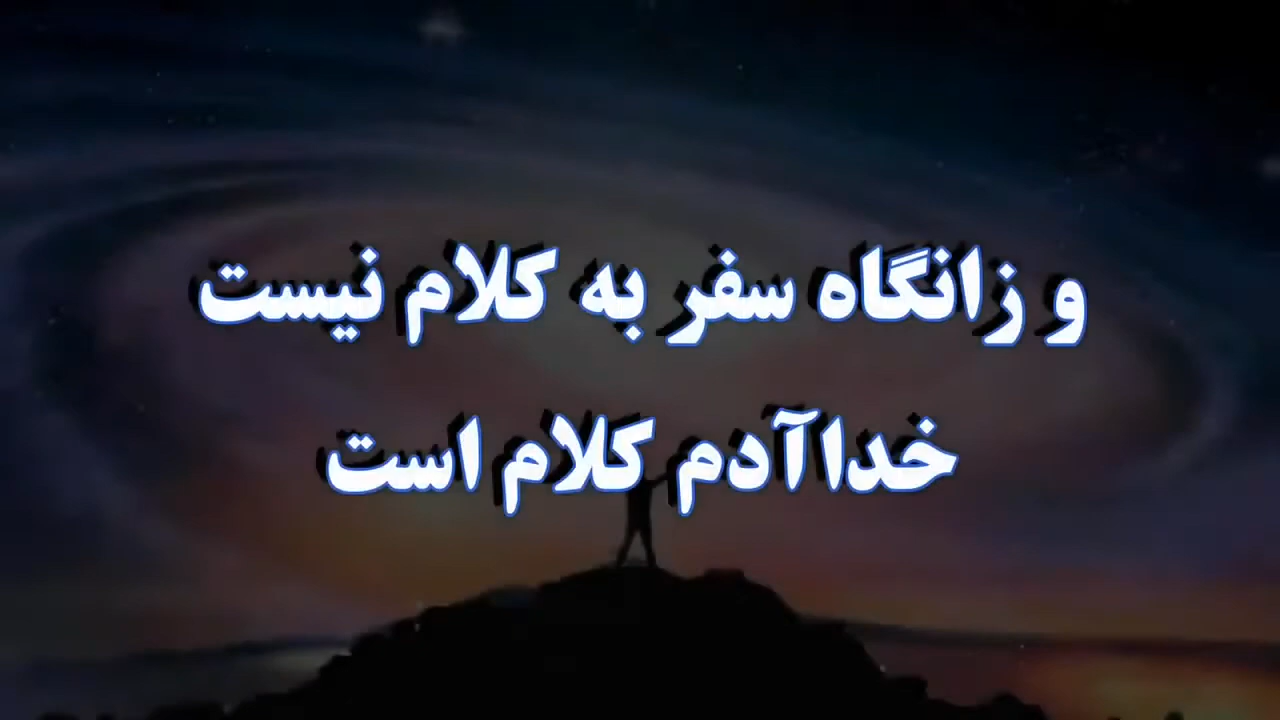 و زانگاه سفر به کلام نیست
خداآدم کلام است